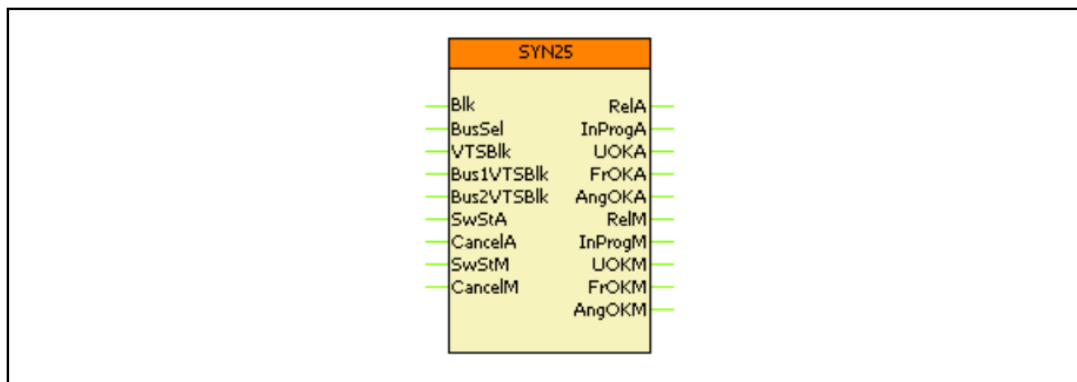 SYN25
Blk RelA
BusSel InProgA
VTSBlk UOKA
Bus1VTSBlk FrOKA
Bus2VTSBlk AngOKA
SwStA RelM
CancelA InProgM
SwStM UOKM
CancelM FrOKM
AngOKM